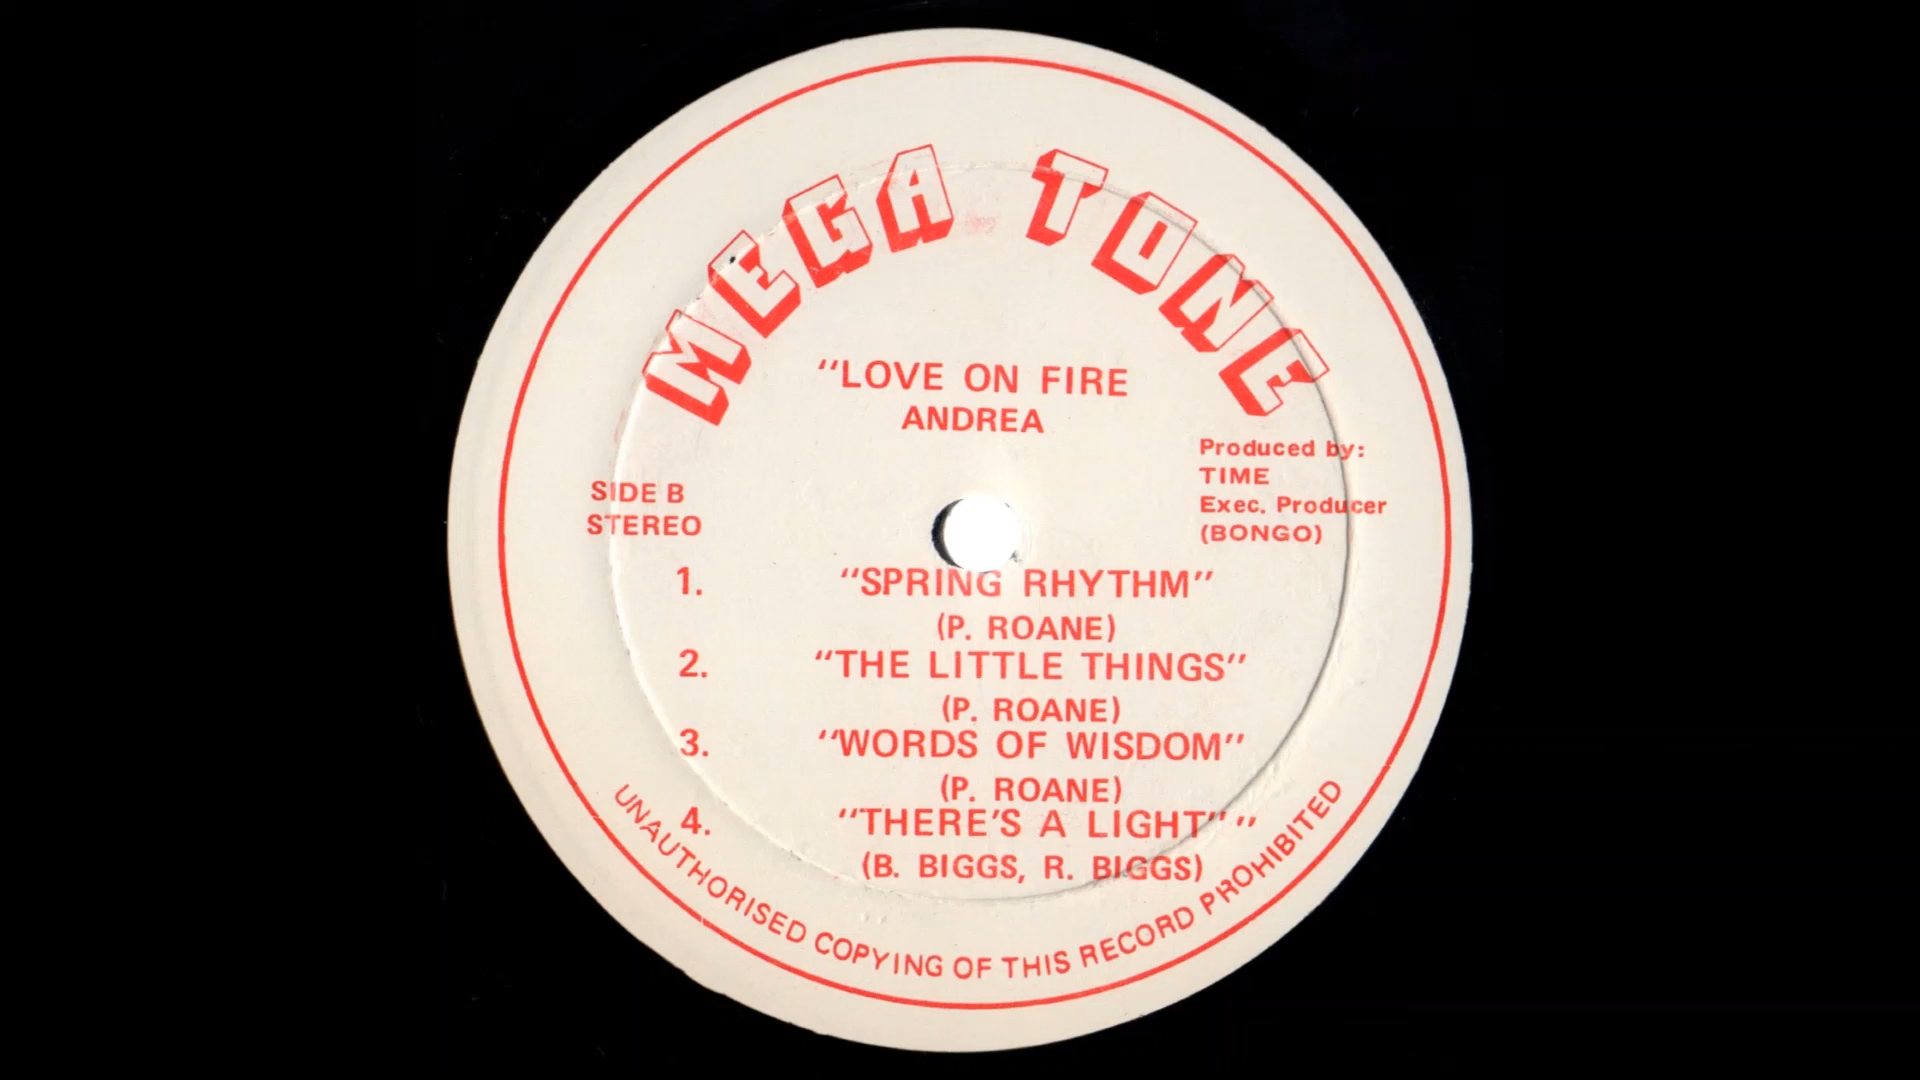 MEGA TONE
"LOVE ON FIRE
ANDREA
Produced by:
TIME
Exec. Producer
(BONGO)
SIDE B
STEREO
1. "SPRING RHYTHM"
(P. ROANE)
2. "THE LITTLE THINGS"
(P. ROANE)
3. "WORDS OF WISDOM"
(P. ROANE)
4. "THERE'S A LIGHT" "
(B. BIGGS, R. BIGGS)
UNAUTHORISED COPYING OF THIS RECORD PROHIBITED